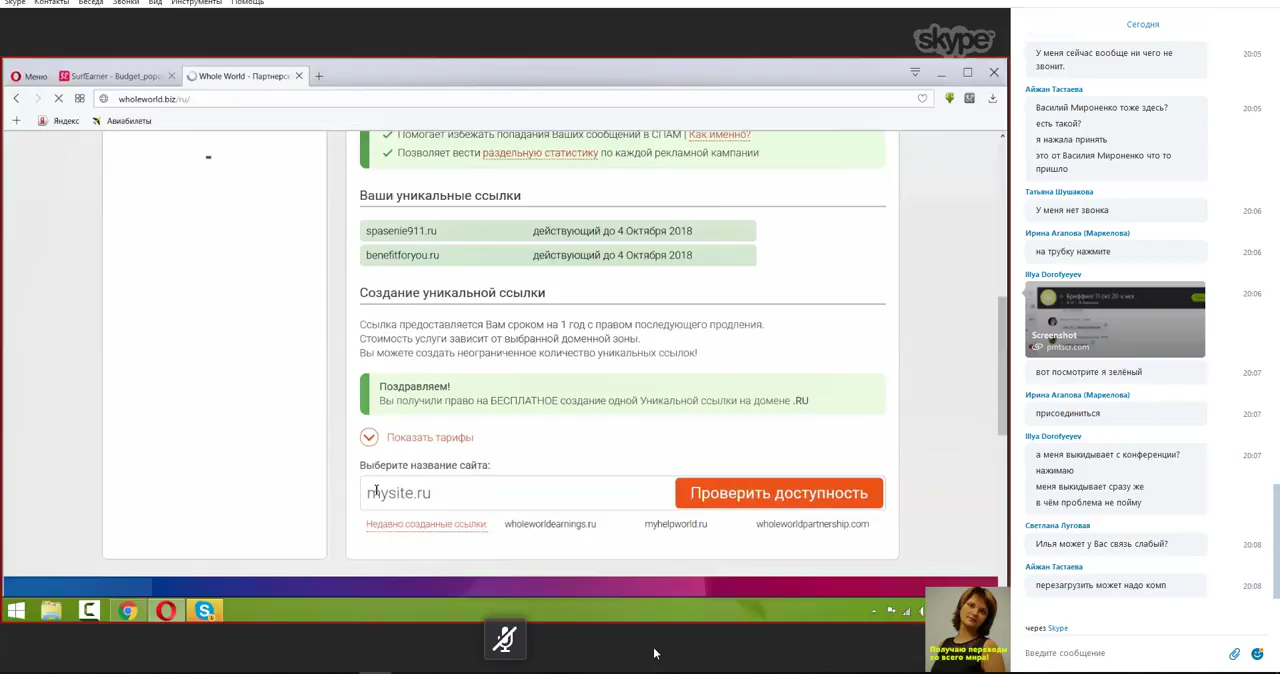 Skype Контакты Беседа Звонки Вид Инструменты Помощь
skype
Меню
SurfEarner - Budget_popu
Whole World - Партнерс
wholeworld.biz/ru/
Яндекс
Авиабилеты
Помогает избежать попадания Ваших сообщений в СПАМ | Как именно?
Позволяет вести раздельную статистику по каждой рекламной кампании
Ваши уникальные ссылки
spasenie911.ru действующий до 4 Октября 2018
benefitforyou.ru действующий до 4 Октября 2018
Создание уникальной ссылки
Ссылка предоставляется Вам сроком на 1 год с правом последующего продления.
Стоимость услуги зависит от выбранной доменной зоны.
Вы можете создать неограниченное количество уникальных ссылок!
Поздравляем!
Вы получили право на БЕСПЛАТНОЕ создание одной Уникальной ссылки на домене .RU
Показать тарифы
Выберите название сайта:
mysite.ru
Проверить доступность
Недавно созданные ссылки: wholeworldearnings.ru myhelpworld.ru wholeworldpartnership.com
Получаю переводы
со всего мира!
Сегодня
У меня сейчас вообще ни чего не 20:05
звонит.
Айжан Тастаева
Василий Мироненко тоже здесь? 20:05
есть такой?
я нажала принять
это от Василия Мироненко что то
пришло
Татьяна Шушакова
У меня нет звонка 20:06
Ирина Агапова (Маркелова)
на трубку нажмите 20:06
Illya Dorofyeyev
20:06
Screenshot
prntscr.com
вот посмотрите я зелёный 20:07
Ирина Агапова (Маркелова)
присоединиться 20:07
Illya Dorofyeyev
а меня выкидывает с конференции? 20:07
нажимаю
меня выкидывает сразу же
в чём проблема не пойму
Светлана Луговая
Илья может у Вас связь слабый? 20:08
Айжан Тастаева
перезагрузить может надо комп 20:08
через Skype
Введите сообщение